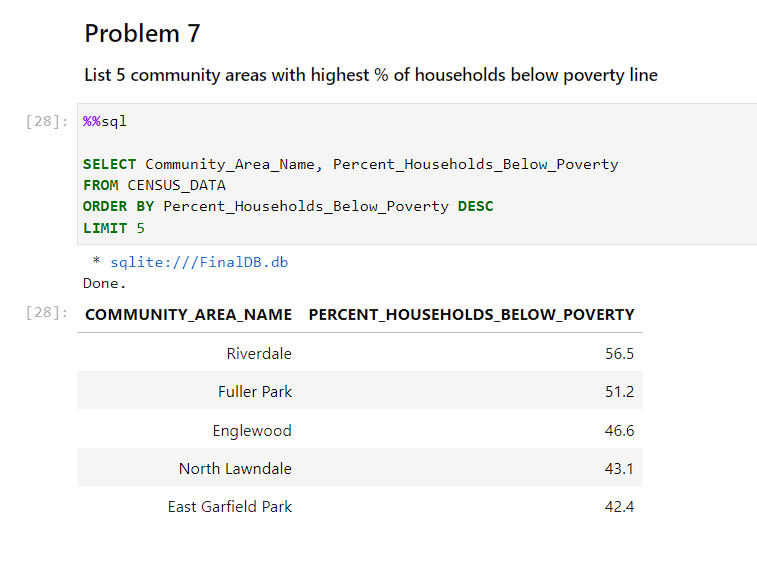 Problem 7
List 5 community areas with highest % of households below poverty line
[28]: %%sql
SELECT Community_Area_Name, Percent_Households_Below_Poverty
FROM CENSUS_DATA
ORDER BY Percent_Households_Below_Poverty DESC
LIMIT 5
* sqlite:///FinalDB.db
Done.
[28]: COMMUNITY_AREA_NAME PERCENT_HOUSEHOLDS_BELOW_POVERTY
Riverdale 56.5
Fuller Park 51.2
Englewood 46.6
North Lawndale 43.1
East Garfield Park 42.4